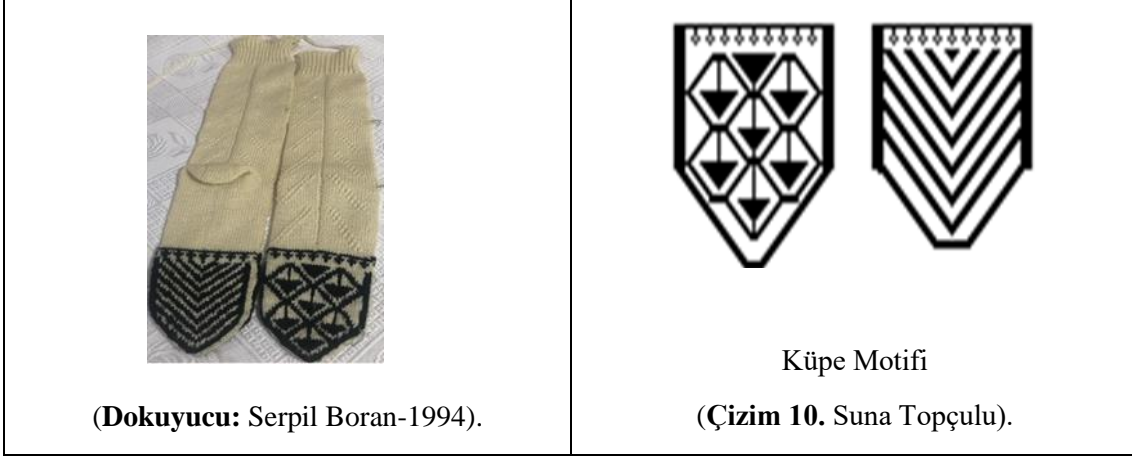 (Dokuyucu: Serpil Boran-1994).
Küpe Motifi
(Çizim 10. Suna Topçulu).